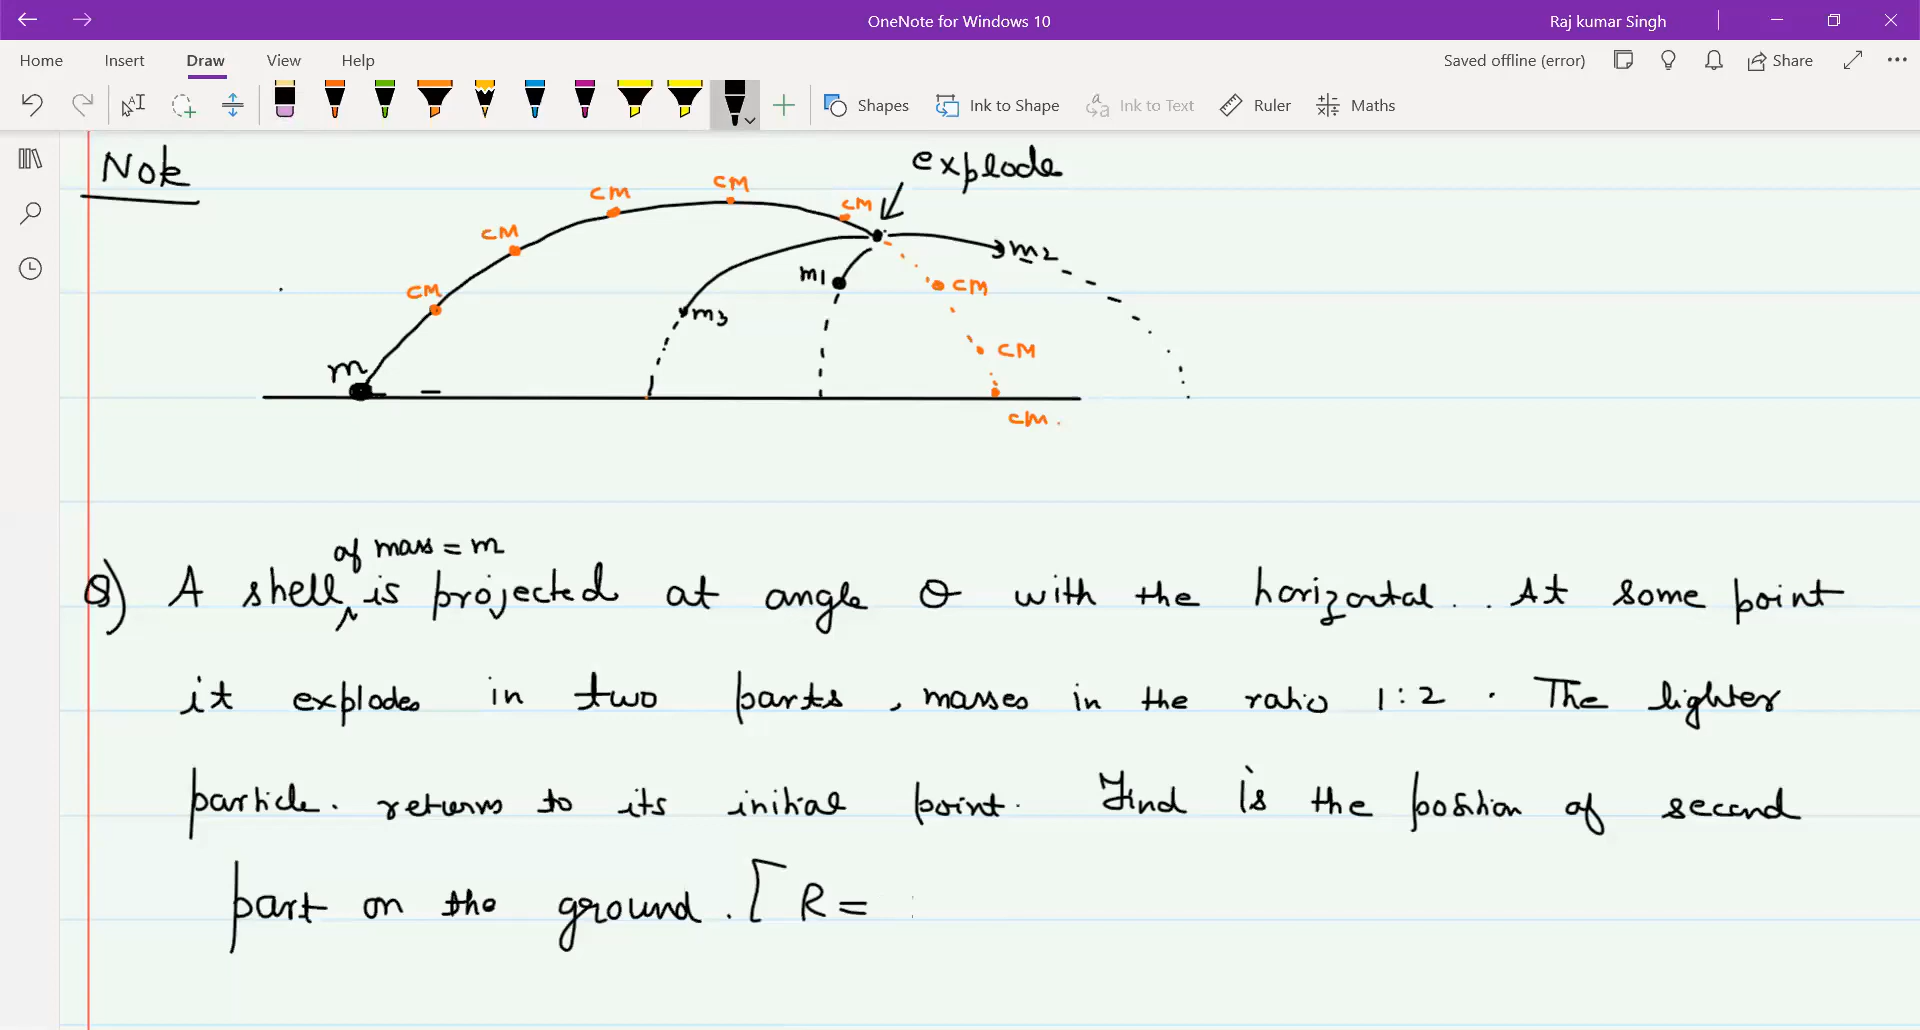 OneNote for Windows 10
Raj kumar Singh
Home Insert Draw View Help
Saved offline (error) Share
Shapes Ink to Shape Ink to Text Ruler Maths
Note
explode
CM
CM
CM
CM
CM
m1
m2
CM
m3
CM
m
CM.
of mass = m
Q) A shell is projected at angle θ with the horizontal.. At some point
it explodes in two parts, masses in the ratio 1:2. The lighter
particle. returns to its initial point. Find is the position of second
part on the ground. [R=